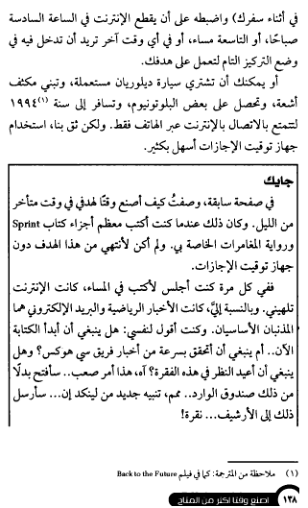 في أثناء سفرك) واضبطه على أن يقطع الإنترنت في الساعة السادسة
صباحًا، أو التاسعة مساء، أو في أي وقت آخر تريد أن تدخل فيه في
وضع التركيز التام لتعمل على هدفك.
أو يمكنك أن تشتري سيارة ديلوريان مستعملة، وتبني مكثف
أشعة، وتحصل على بعض البلوتونيوم، وتسافر إلى سنة ١٩٩٤(١)
لتتمتع بالاتصال بالإنترنت عبر الهاتف فقط. ولكن ثق بنا، استخدام
جهاز توقيت الإجازات أسهل بكثير.
جايك
في صفحة سابقة، وصفتُ كيف أصنع وقتًا لهدفي في وقت متأخر
من الليل. وكان ذلك عندما كنت أكتب معظم أجزاء كتاب Sprint
ورواية المغامرات الخاصة بي. ولم أكن لأنتهي من هذا الهدف دون
جهاز توقيت الإجازات.
ففي كل مرة كنت أجلس لأكتب في المساء، كانت الإنترنت
تلهيني. وبالنسبة إليَّ، كانت الأخبار الرياضية والبريد الإلكتروني هما
المذنبان الأساسيان. وكنت أقول لنفسي: هل ينبغي أن أبدأ الكتابة
الآن.. أم ينبغي أن أتحقق بسرعة من أخبار فريق سي هوكس؟ وهل
ينبغي أن أعيد النظر في هذه الفقرة؟ آه، هذا أمر صعب.. سأفتح بدلًا
من ذلك صندوق الوارد.. ممم، تنبيه جديد من لينكد إن... سأرسل
ذلك إلى الأرشيف... نقرة!
(١) ملاحظة من المترجمة: كما في فيلم Back to the Future
١٣٨ اصنع وقتًا أكثر من المتاح